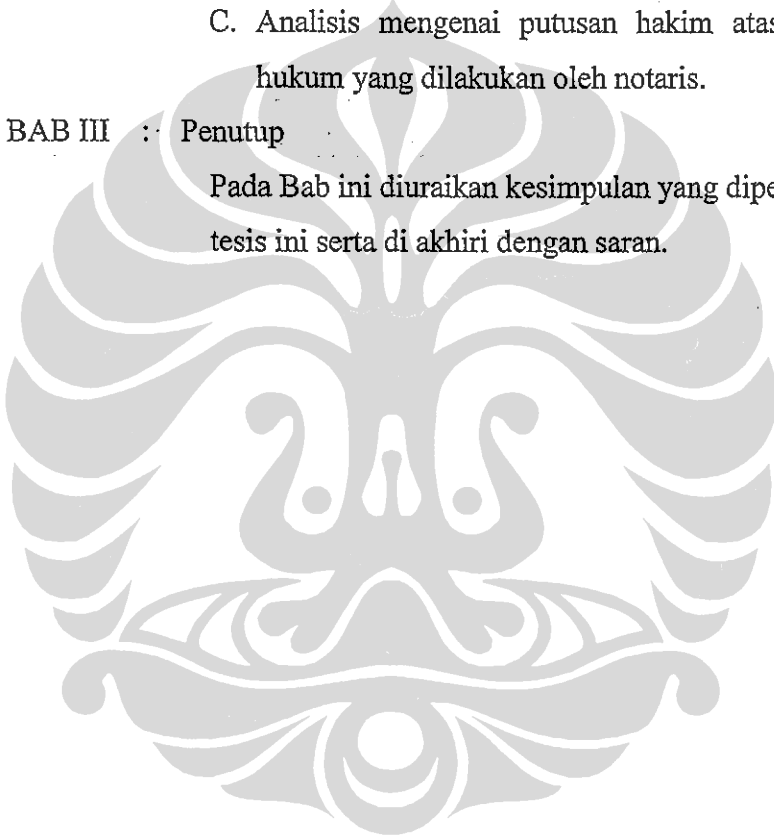 C. Analisis mengenai putusan hakim atas
hukum yang dilakukan oleh notaris.
BAB III : Penutup
Pada Bab ini diuraikan kesimpulan yang
tesis ini serta di akhiri dengan saran.